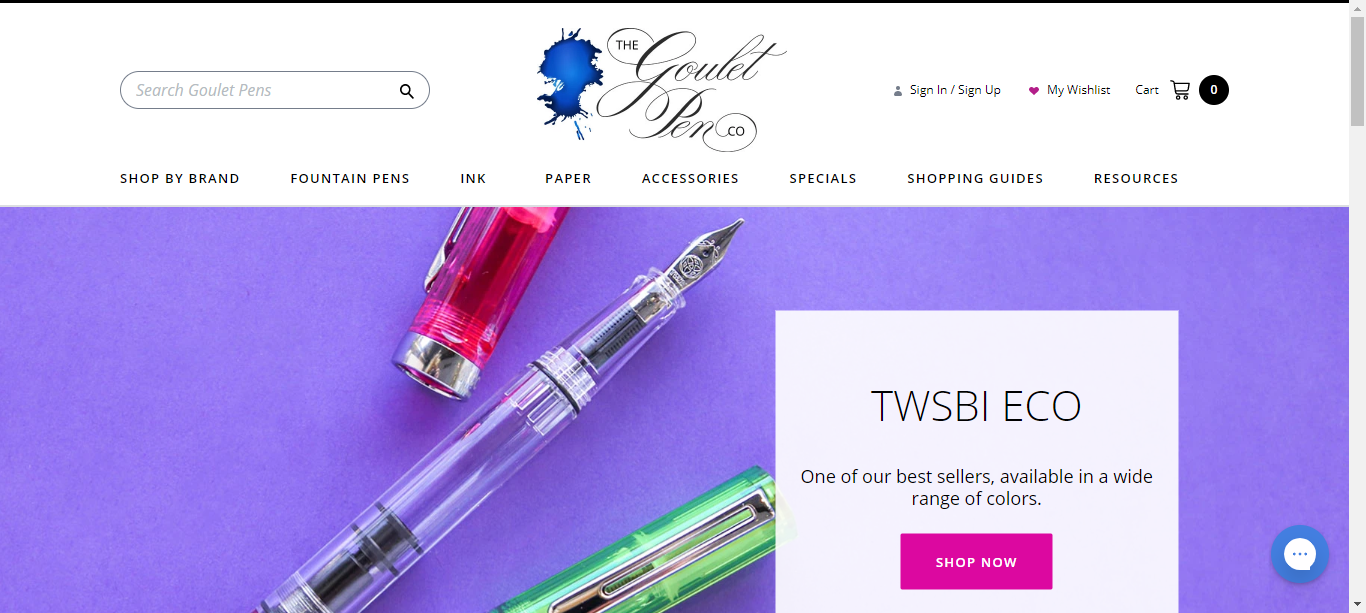 Search Goulet Pens
THE
Goulet
Pen
CO
Sign In / Sign Up
My Wishlist
Cart
0
SHOP BY BRAND
FOUNTAIN PENS
INK
PAPER
ACCESSORIES
SPECIALS
SHOPPING GUIDES
RESOURCES
TWSBI ECO
One of our best sellers, available in a wide
range of colors.
SHOP NOW